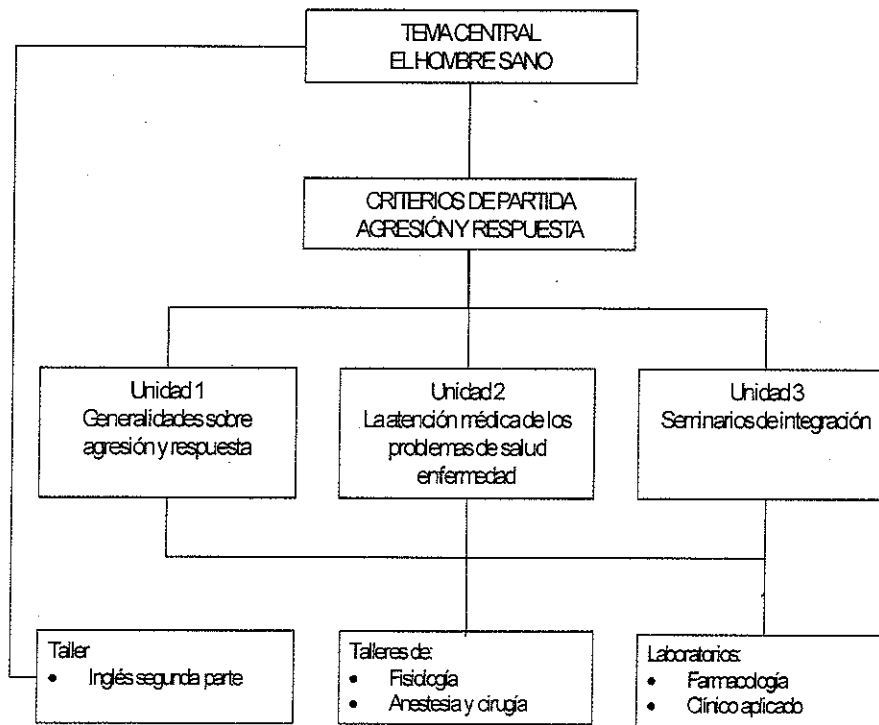 TEMA CENTRAL
EL HOMBRE SANO
CRITERIOS DE PARTIDA
AGRESIÓN Y RESPUESTA
Unidad 1
Generalidades sobre
agresión y respuesta
Unidad 2
La atención médica de los
problemas de salud
enfermedad
Unidad 3
Seminarios de integración
Taller
• Inglés segunda parte
Talleres de:
• Fisiología
• Anestesia y cirugía
Laboratorios:
• Farmacología
• Clínico aplicado